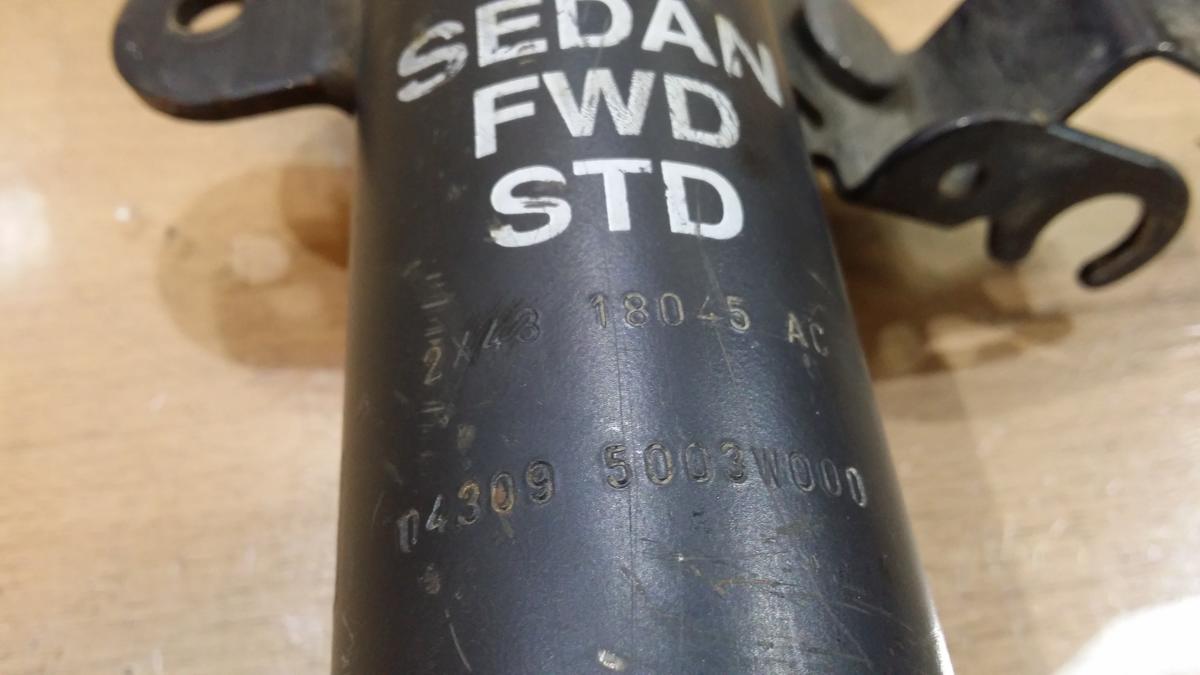 SEDAN
FWD
STD
2X43 18045 AC
04309 5003W000